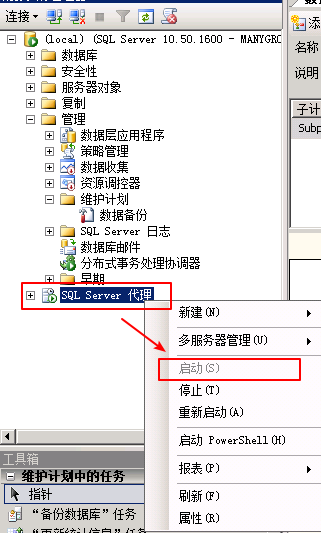 连接
(local) (SQL Server 10.50.1600 - MANYGRO
数据库
安全性
服务器对象
复制
管理
数据层应用程序
策略管理
数据收集
资源调控器
维护计划
数据备份
SQL Server 日志
数据库邮件
分布式事务处理协调器
早期
SQL Server 代理
添
名称
说明
子计
Subp
新建(N)
多服务器管理(U)
启动(S)
停止(T)
重新启动(A)
启动 PowerShell(H)
报表(P)
刷新(F)
属性(R)
工具箱
维护计划中的任务
指针
“备份数据库”任务
“更新统计信息”任务